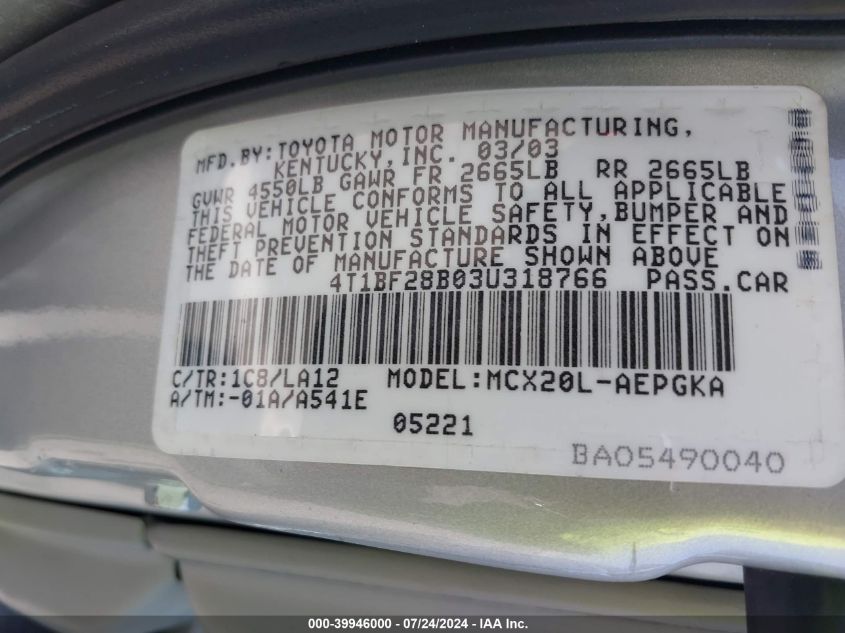 MFD.BY:TOYOTA MOTOR MANUFACTURING,
KENTUCKY,INC. 03/03
GVWR 4550LB GAWR FR 2665LB RR 2665LB
THIS VEHICLE CONFORMS TO ALL APPLICABLE
FEDERAL MOTOR VEHICLE SAFETY,BUMPER AND
THEFT PREVENTION STANDARDS IN EFFECT ON
THE DATE OF MANUFACTURE SHOWN ABOVE
4T1BF28B03U318766 PASS.CAR
C/TR:1C8/LA12 MODEL:MCX20L-AEPGKA
A/TM:-01A/A541E
05221
BA05490040
000-39946000 - 07/24/2024 - IAA Inc.